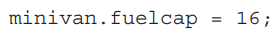 minivan.fuelcap = 16;